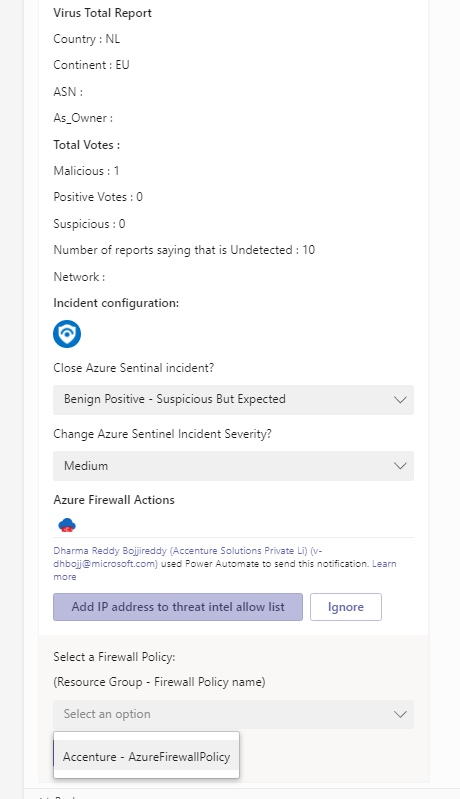 Virus Total Report
Country : NL
Continent : EU
ASN :
As_Owner :
Total Votes :
Malicious : 1
Positive Votes : 0
Suspicious : 0
Number of reports saying that is Undetected : 10
Network :
Incident configuration:
Close Azure Sentinal incident?
Benign Positive - Suspicious But Expected
Change Azure Sentinel Incident Severity?
Medium
Azure Firewall Actions
Dharma Reddy Bojjireddy (Accenture Solutions Private Li) (v-
dhbojj@microsoft.com) used Power Automate to send this notification. Learn
more
Add IP address to threat intel allow list
Ignore
Select a Firewall Policy:
(Resource Group - Firewall Policy name)
Select an option
Accenture - AzureFirewallPolicy